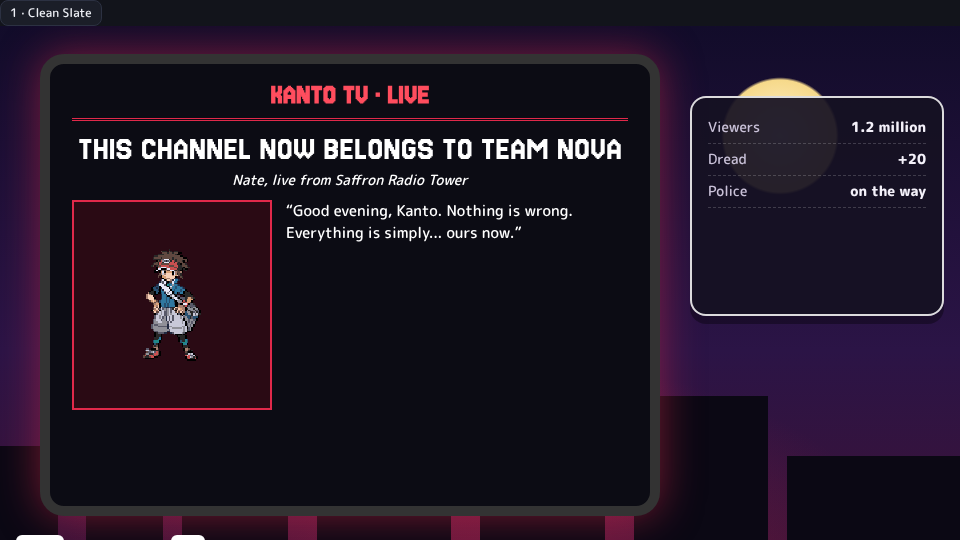 1 · Clean Slate
KANTO TV · LIVE
THIS CHANNEL NOW BELONGS TO TEAM NOVA
Nate, live from Saffron Radio Tower
“Good evening, Kanto. Nothing is wrong.
Everything is simply... ours now.”
Viewers 1.2 million
Dread +20
Police on the way